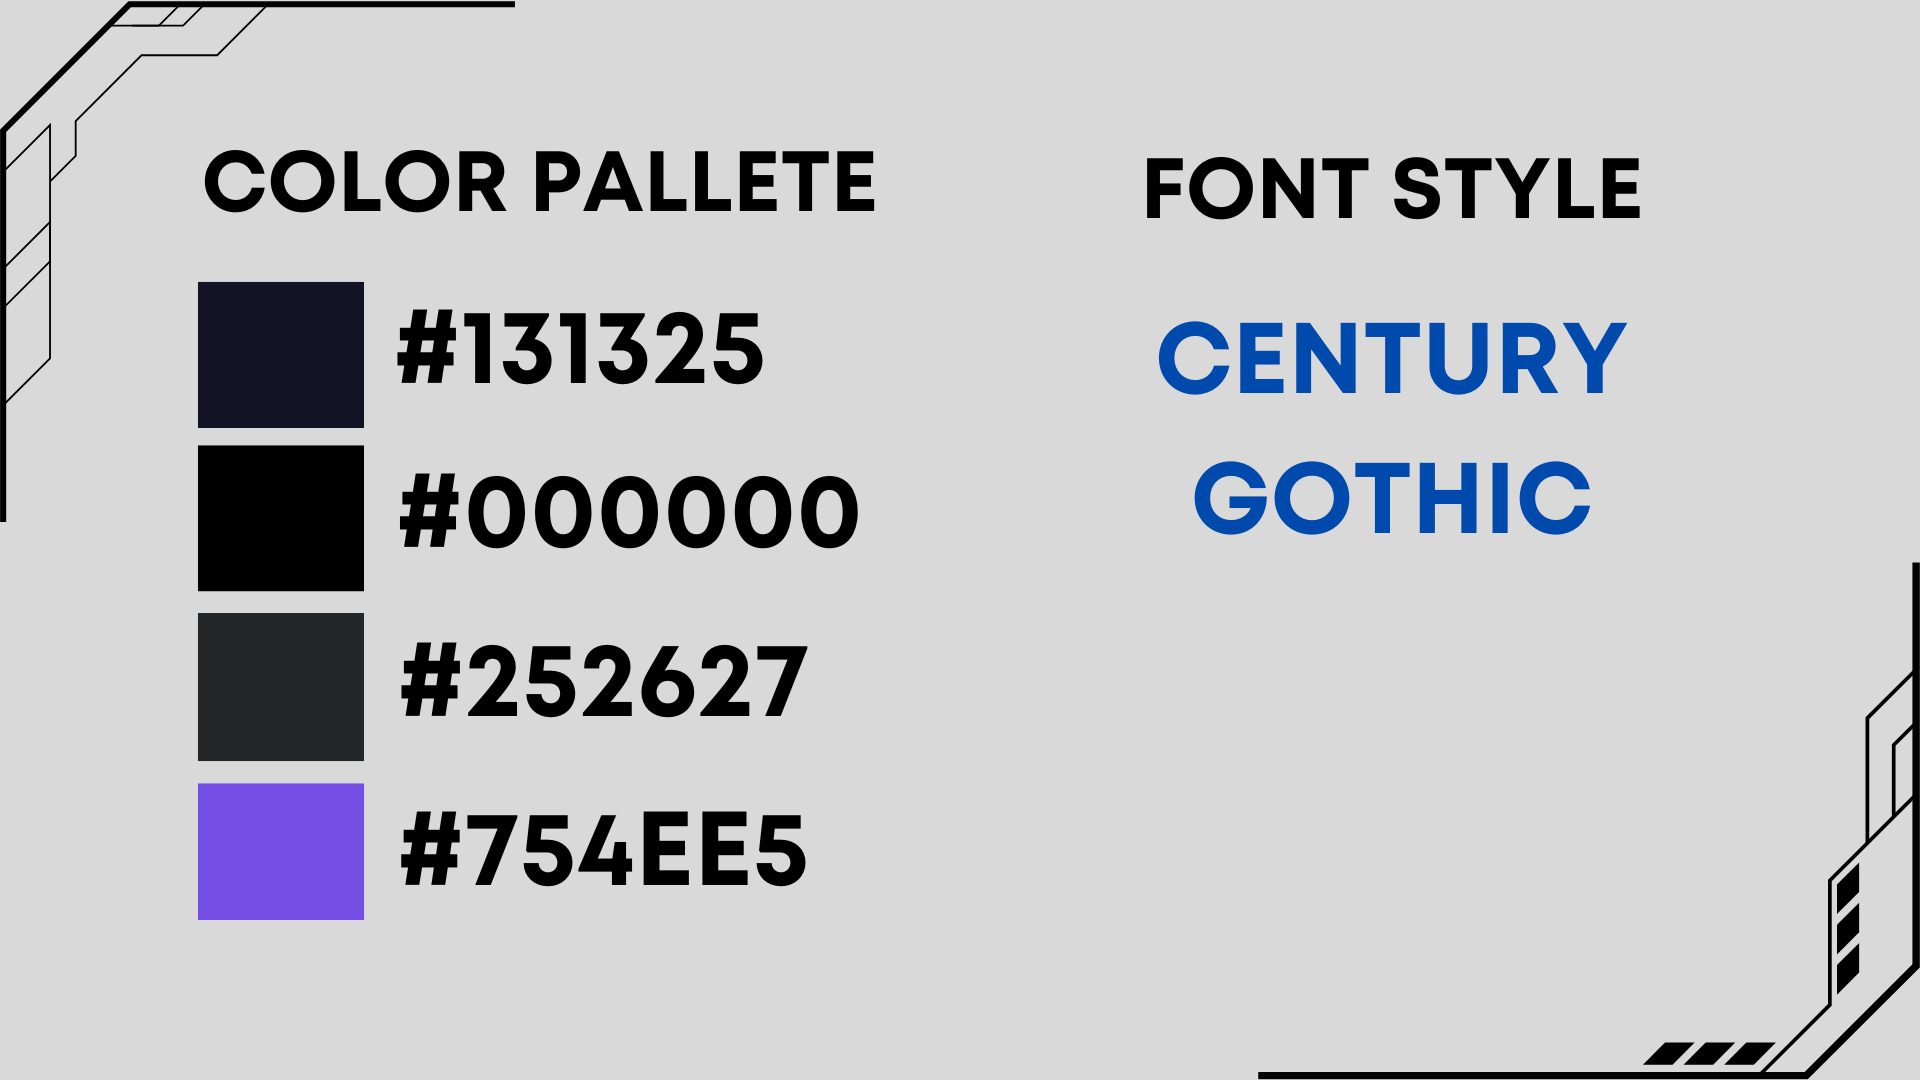 COLOR PALLETE
#131325
#000000
#252627
#754EE5
FONT STYLE
CENTURY
GOTHIC